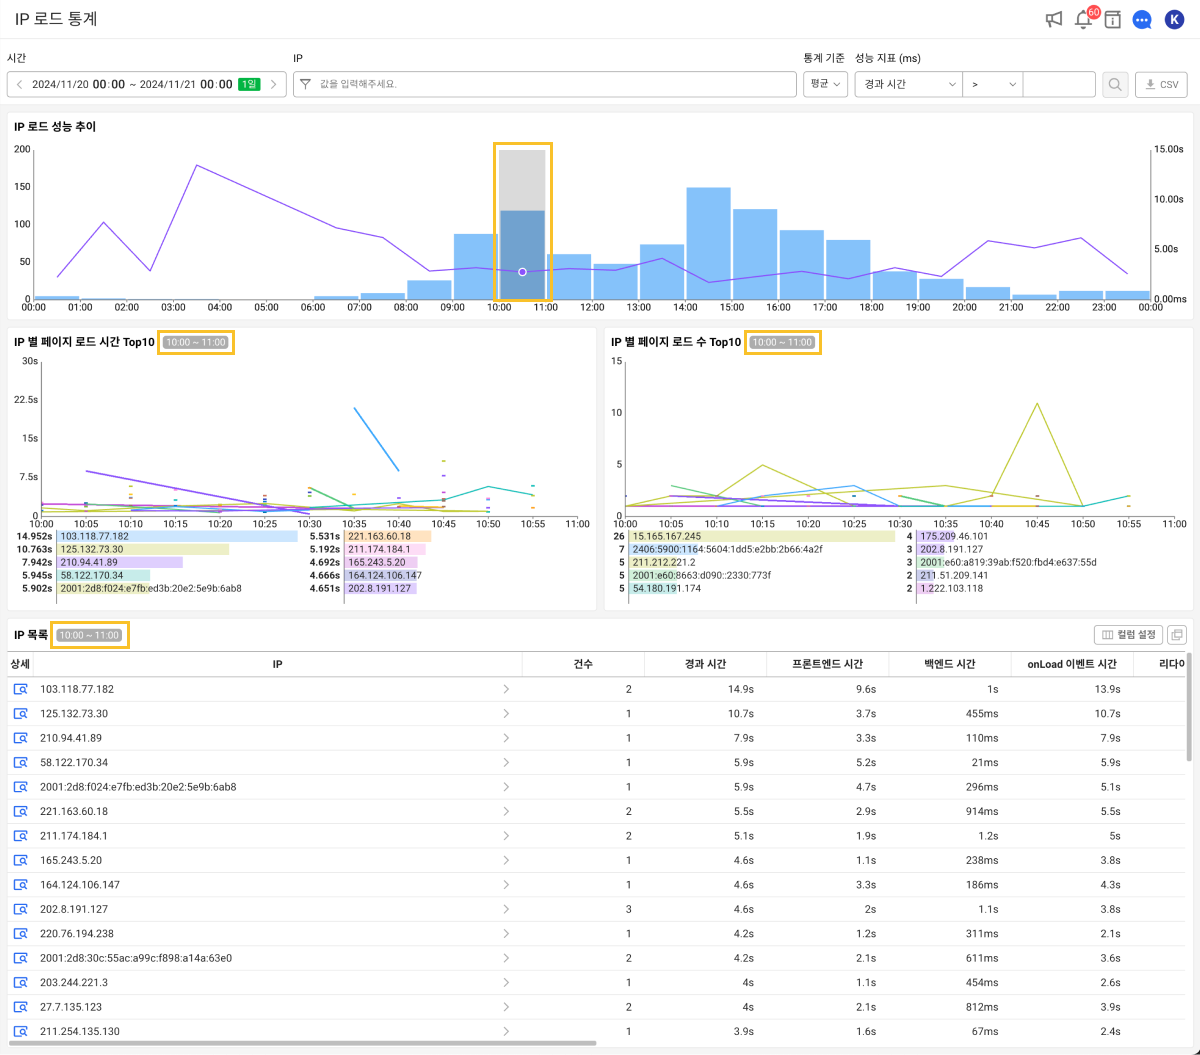 IP 로드 통계
60
K
시간
IP
통계 기준
성능 지표 (ms)
2024/11/20 00:00 ~ 2024/11/21 00:00 1일
값을 입력해주세요.
평균
경과 시간
>
CSV
IP 로드 성능 추이
200
150
100
50
0
15.00s
10.00s
5.00s
0.00ms
00:00 01:00 02:00 03:00 04:00 05:00 06:00 07:00 08:00 09:00 10:00 11:00 12:00 13:00 14:00 15:00 16:00 17:00 18:00 19:00 20:00 21:00 22:00 23:00 00:00
IP 별 페이지 로드 시간 Top10 10:00 ~ 11:00
30s
22.5s
15s
7.5s
0
10:00 10:05 10:10 10:15 10:20 10:25 10:30 10:35 10:40 10:45 10:50 10:55 11:00
14.952s 103.118.77.182
10.763s 125.132.73.30
7.942s 210.94.41.89
5.945s 58.122.170.34
5.902s 2001:2d8:f024:e7fb:ed3b:20e2:5e9b:6ab8
5.531s 221.163.60.18
5.192s 211.174.184.1
4.692s 165.243.5.20
4.666s 164.124.106.147
4.651s 202.8.191.127
IP 별 페이지 로드 수 Top10 10:00 ~ 11:00
15
10
5
0
10:00 10:05 10:10 10:15 10:20 10:25 10:30 10:35 10:40 10:45 10:50 10:55 11:00
26 15.165.167.245
7 2406:5900:1164:5604:1dd5:e2bb:2b66:4a2f
5 211.212.221.2
5 2001:e60:8663:d090::2330:773f
5 54.180.191.174
4 175.209.46.101
3 202.8.191.127
3 2001:e60:a819:39ab:f520:fbd4:e637:55d
2 211.51.209.141
2 1.222.103.118
IP 목록 10:00 ~ 11:00
컬럼 설정
상세 IP 건수 경과 시간 프론트엔드 시간 백엔드 시간 onLoad 이벤트 시간 리다이
103.118.77.182 2 14.9s 9.6s 1s 13.9s
125.132.73.30 1 10.7s 3.7s 455ms 10.7s
210.94.41.89 1 7.9s 3.3s 110ms 7.9s
58.122.170.34 1 5.9s 5.2s 21ms 5.9s
2001:2d8:f024:e7fb:ed3b:20e2:5e9b:6ab8 1 5.9s 4.7s 296ms 5.1s
221.163.60.18 2 5.5s 2.9s 914ms 5.5s
211.174.184.1 2 5.1s 1.9s 1.2s 5s
165.243.5.20 1 4.6s 1.1s 238ms 3.8s
164.124.106.147 1 4.6s 3.3s 186ms 4.3s
202.8.191.127 3 4.6s 2s 1.1s 3.8s
220.76.194.238 1 4.2s 1.2s 311ms 2.1s
2001:2d8:30c:55ac:a99c:f898:a14a:63e0 2 4.2s 2.1s 611ms 3.6s
203.244.221.3 1 4s 1.1s 454ms 2.6s
27.7.135.123 2 4s 2.1s 812ms 3.9s
211.254.135.130 1 3.9s 1.6s 67ms 2.4s